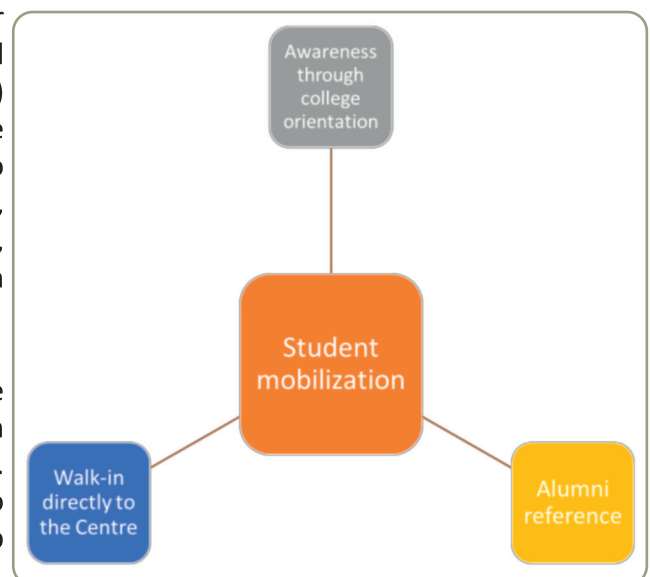 Awareness
through
college
orientation
Student
mobilization
Walk-in
directly to
the Centre
Alumni
reference